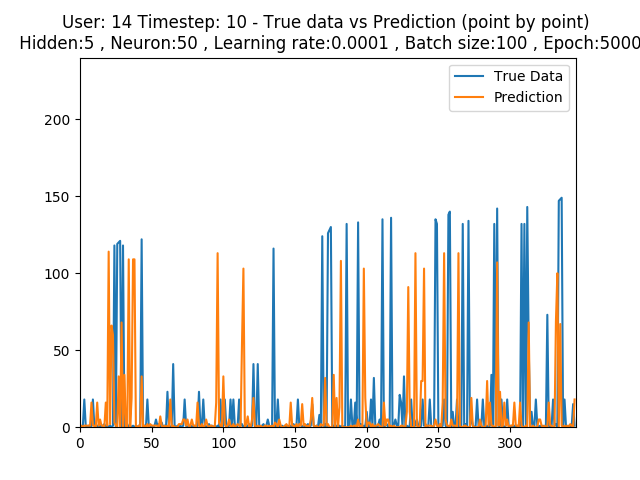 User: 14 Timestep: 10 - True data vs Prediction (point by point)
Hidden:5 , Neuron:50 , Learning rate:0.0001 , Batch size:100 , Epoch:5000
True Data
Prediction
200
150
100
50
0
0 50 100 150 200 250 300